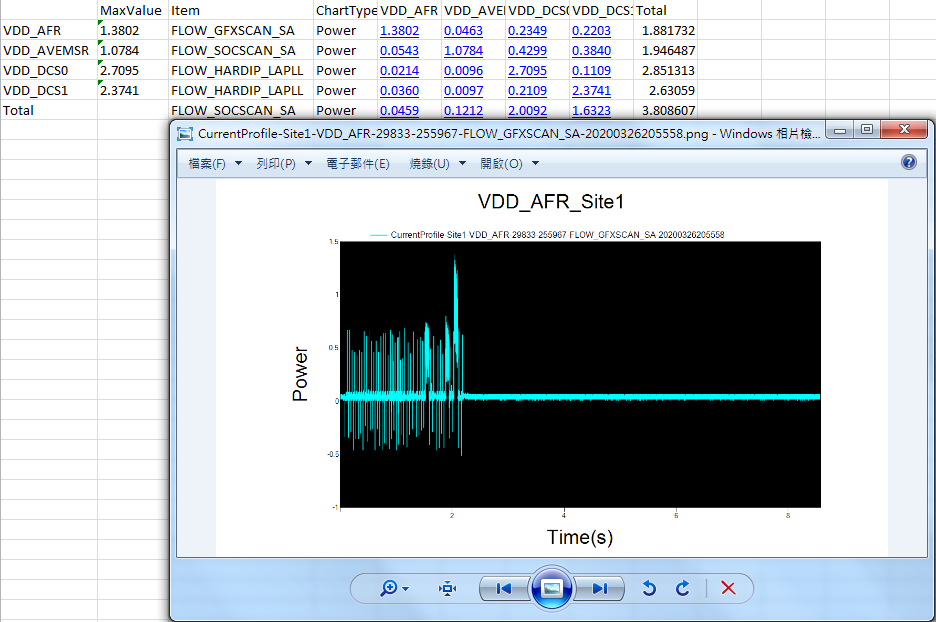 MaxValue Item ChartType VDD_AFR VDD_AVE VDD_DCS0 VDD_DCS1 Total
VDD_AFR 1.3802 FLOW_GFXSCAN_SA Power 1.3802 0.0463 0.2349 0.2203 1.881732
VDD_AVEMSR 1.0784 FLOW_SOCSCAN_SA Power 0.0543 1.0784 0.4299 0.3840 1.946487
VDD_DCS0 2.7095 FLOW_HARDIP_LAPLL Power 0.0214 0.0096 2.7095 0.1109 2.851313
VDD_DCS1 2.3741 FLOW_HARDIP_LAPLL Power 0.0360 0.0097 0.2109 2.3741 2.63059
Total FLOW_SOCSCAN_SA Power 0.0459 0.1212 2.0092 1.6323 3.808607
CurrentProfile-Site1-VDD_AFR-29833-255967-FLOW_GFXSCAN_SA-20200326205558.png - Windows 相片檢...
檔案(F) 列印(P) 電子郵件(E) 燒錄(U) 開啟(O)
VDD_AFR_Site1
CurrentProfile-Site1-VDD_AFR-29833-255967-FLOW_GFXSCAN_SA-20200326205558
1.5
1
0.5
0
-0.5
-1
Power
2 4 6 8
Time(s)